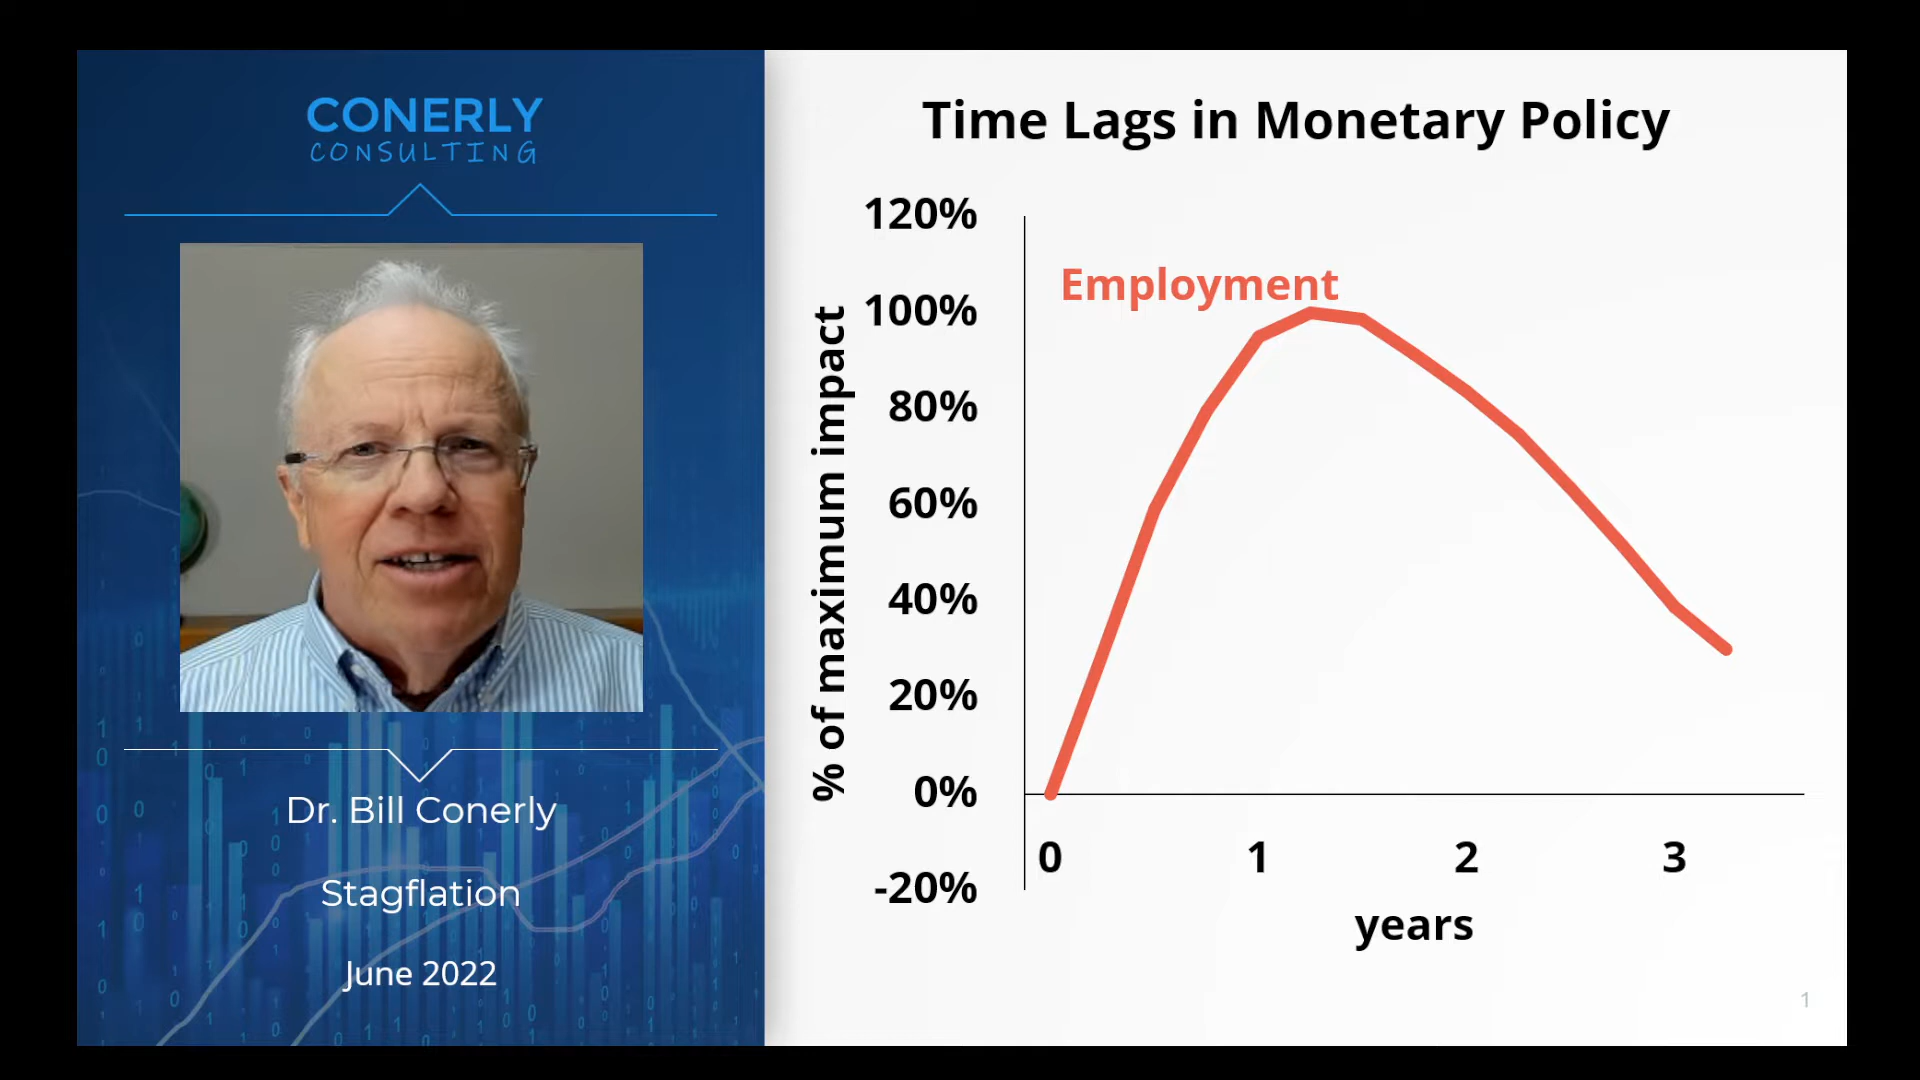 CONERLY
CONSULTING
Dr. Bill Conerly
Stagflation
June 2022
Time Lags in Monetary Policy
% of maximum impact
120%
100%
80%
60%
40%
20%
0%
-20%
Employment
0 1 2 3
years
1